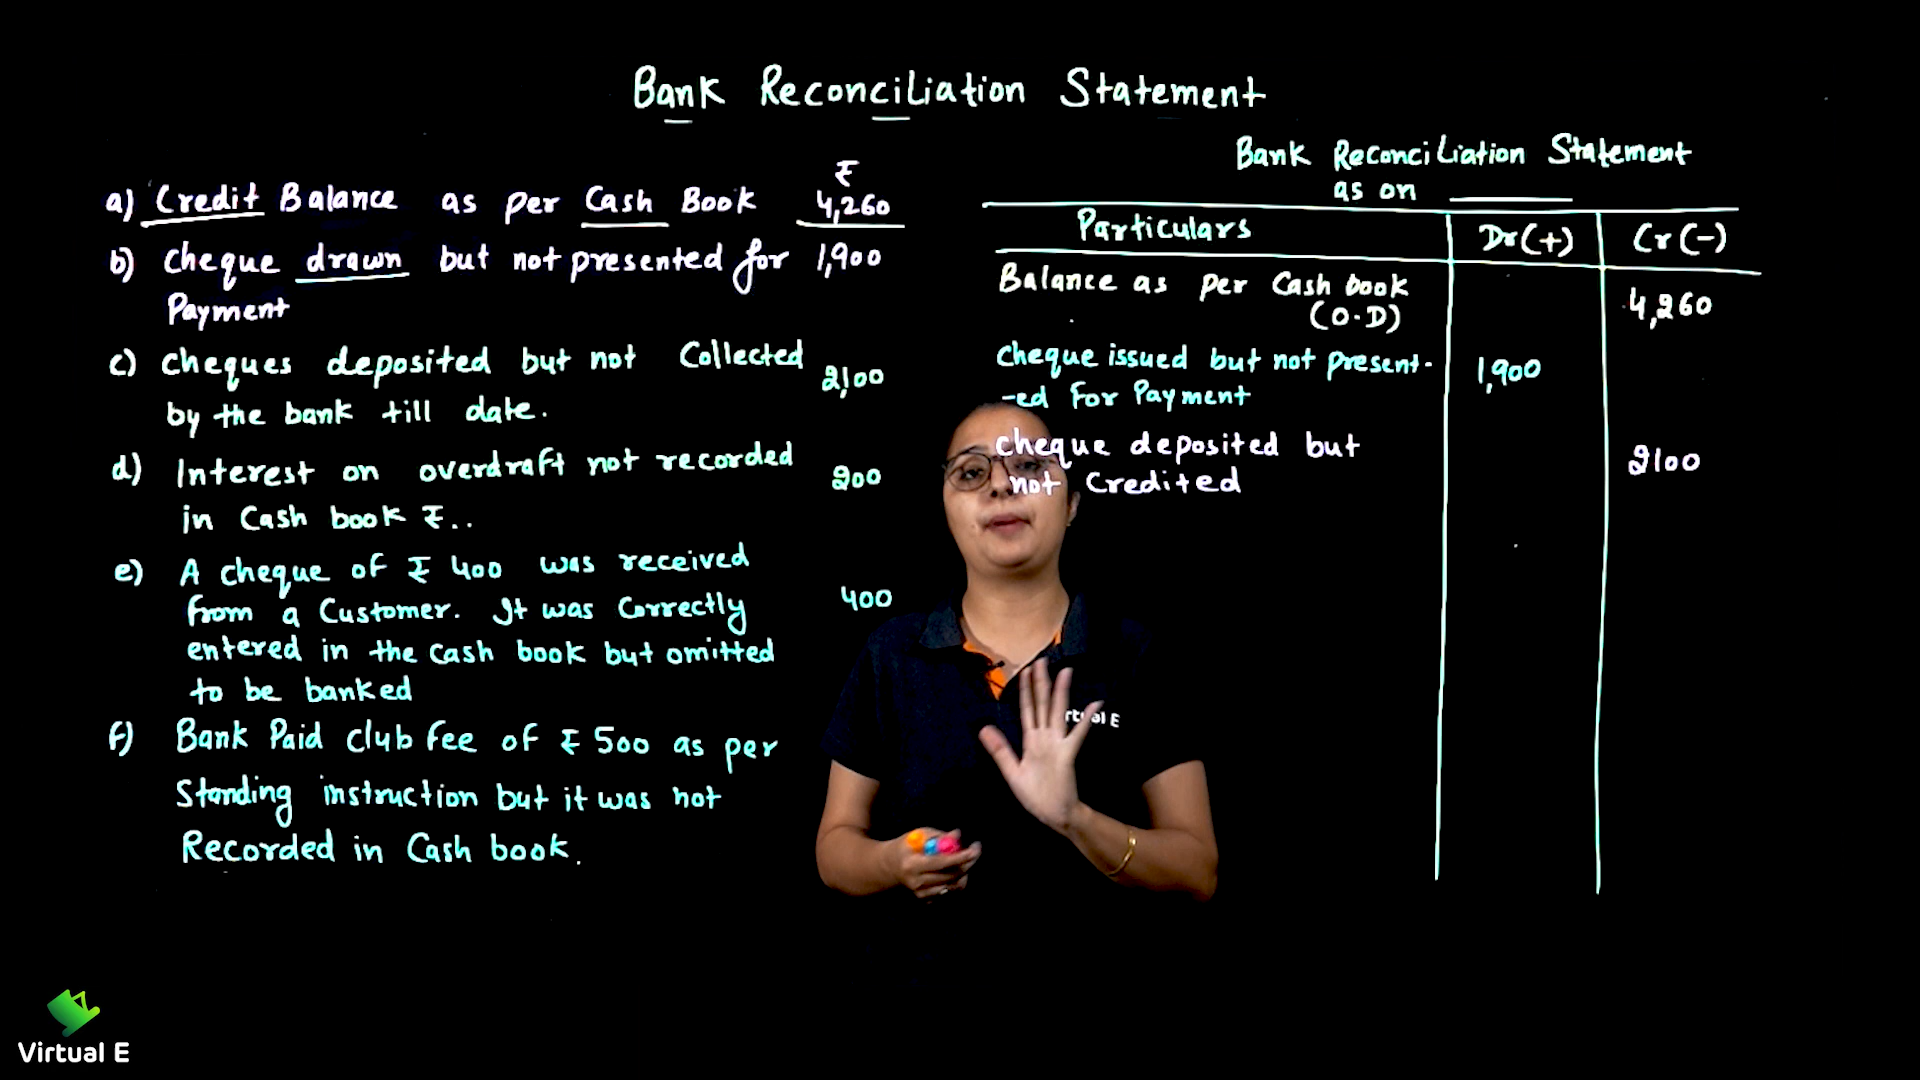 Bank Reconciliation Statement
₹
a) Credit Balance as per Cash Book 4,260
b) cheque drawn but not presented for 1,900
Payment
c) cheques deposited but not Collected
2,100
by the bank till date.
d) Interest on overdraft not recorded
200
in Cash book ₹..
e) A cheque of ₹ 400 was received
from a Customer. It was Correctly 400
entered in the cash book but omitted
to be banked
f) Bank Paid club fee of ₹ 500 as per
Standing instruction but it was not
Recorded in Cash book.
Bank Reconciliation Statement
as on
Particulars Dr(+) Cr(-)
Balance as per Cash book
(O.D) 4,260
Cheque issued but not present-
-ed For Payment 1,900
cheque deposited but
not Credited 2100
Virtual E